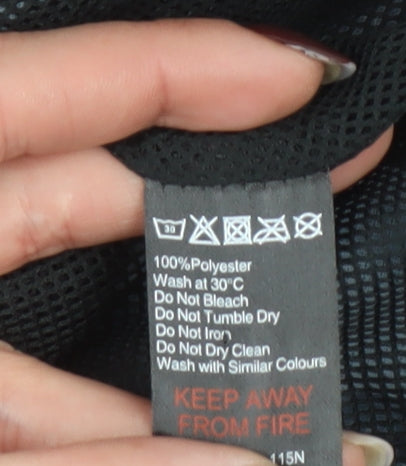 30
100%Polyester
Wash at 30°C
Do Not Bleach
Do Not Tumble Dry
Do Not Iron
Do Not Dry Clean
Wash with Similar Colours
KEEP AWAY
FROM FIRE
115N